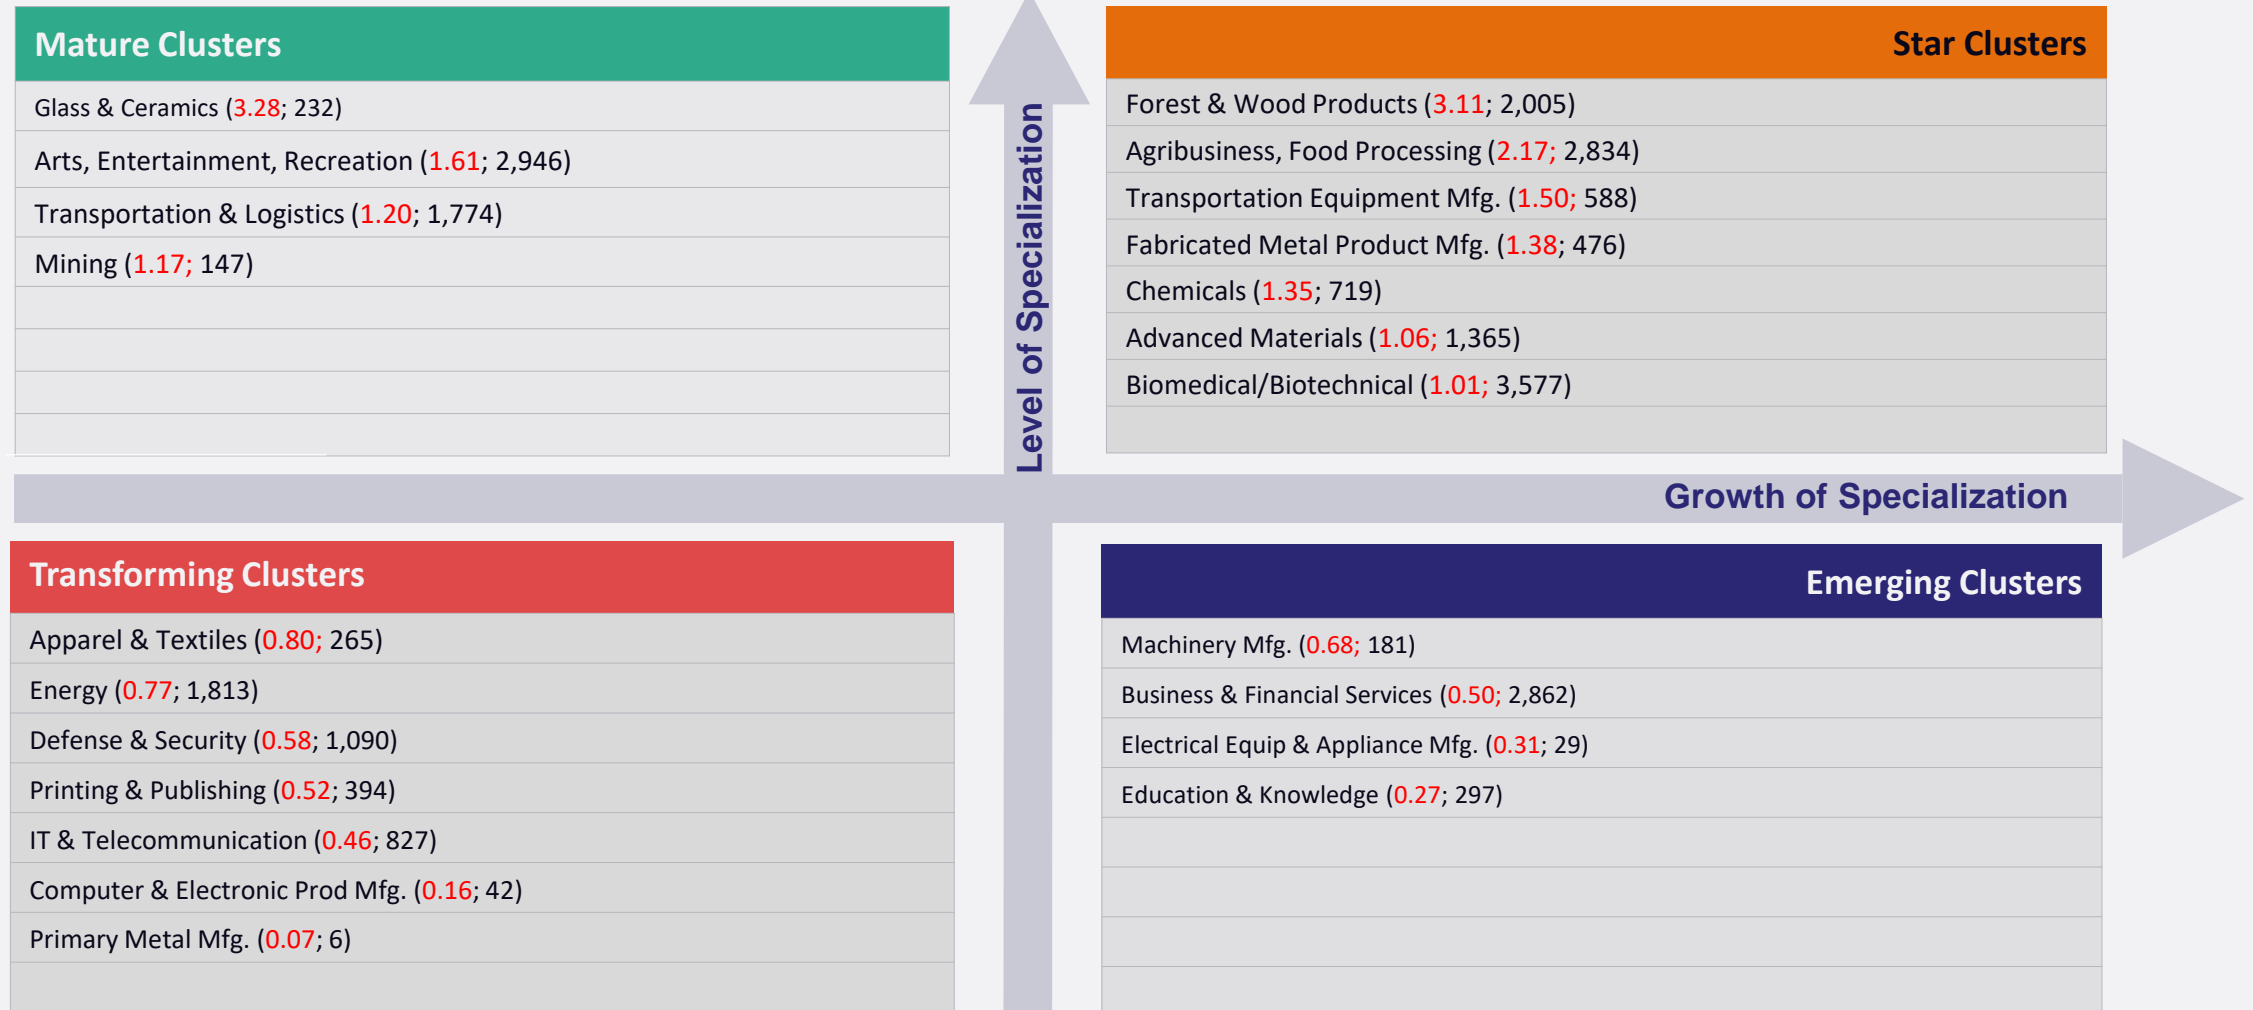 Mature Clusters
Glass & Ceramics (3.28; 232)
Arts, Entertainment, Recreation (1.61; 2,946)
Transportation & Logistics (1.20; 1,774)
Mining (1.17; 147)
Level of Specialization
Star Clusters
Forest & Wood Products (3.11; 2,005)
Agribusiness, Food Processing (2.17; 2,834)
Transportation Equipment Mfg. (1.50; 588)
Fabricated Metal Product Mfg. (1.38; 476)
Chemicals (1.35; 719)
Advanced Materials (1.06; 1,365)
Biomedical/Biotechnical (1.01; 3,577)
Growth of Specialization
Transforming Clusters
Apparel & Textiles (0.80; 265)
Energy (0.77; 1,813)
Defense & Security (0.58; 1,090)
Printing & Publishing (0.52; 394)
IT & Telecommunication (0.46; 827)
Computer & Electronic Prod Mfg. (0.16; 42)
Primary Metal Mfg. (0.07; 6)
Emerging Clusters
Machinery Mfg. (0.68; 181)
Business & Financial Services (0.50; 2,862)
Electrical Equip & Appliance Mfg. (0.31; 29)
Education & Knowledge (0.27; 297)